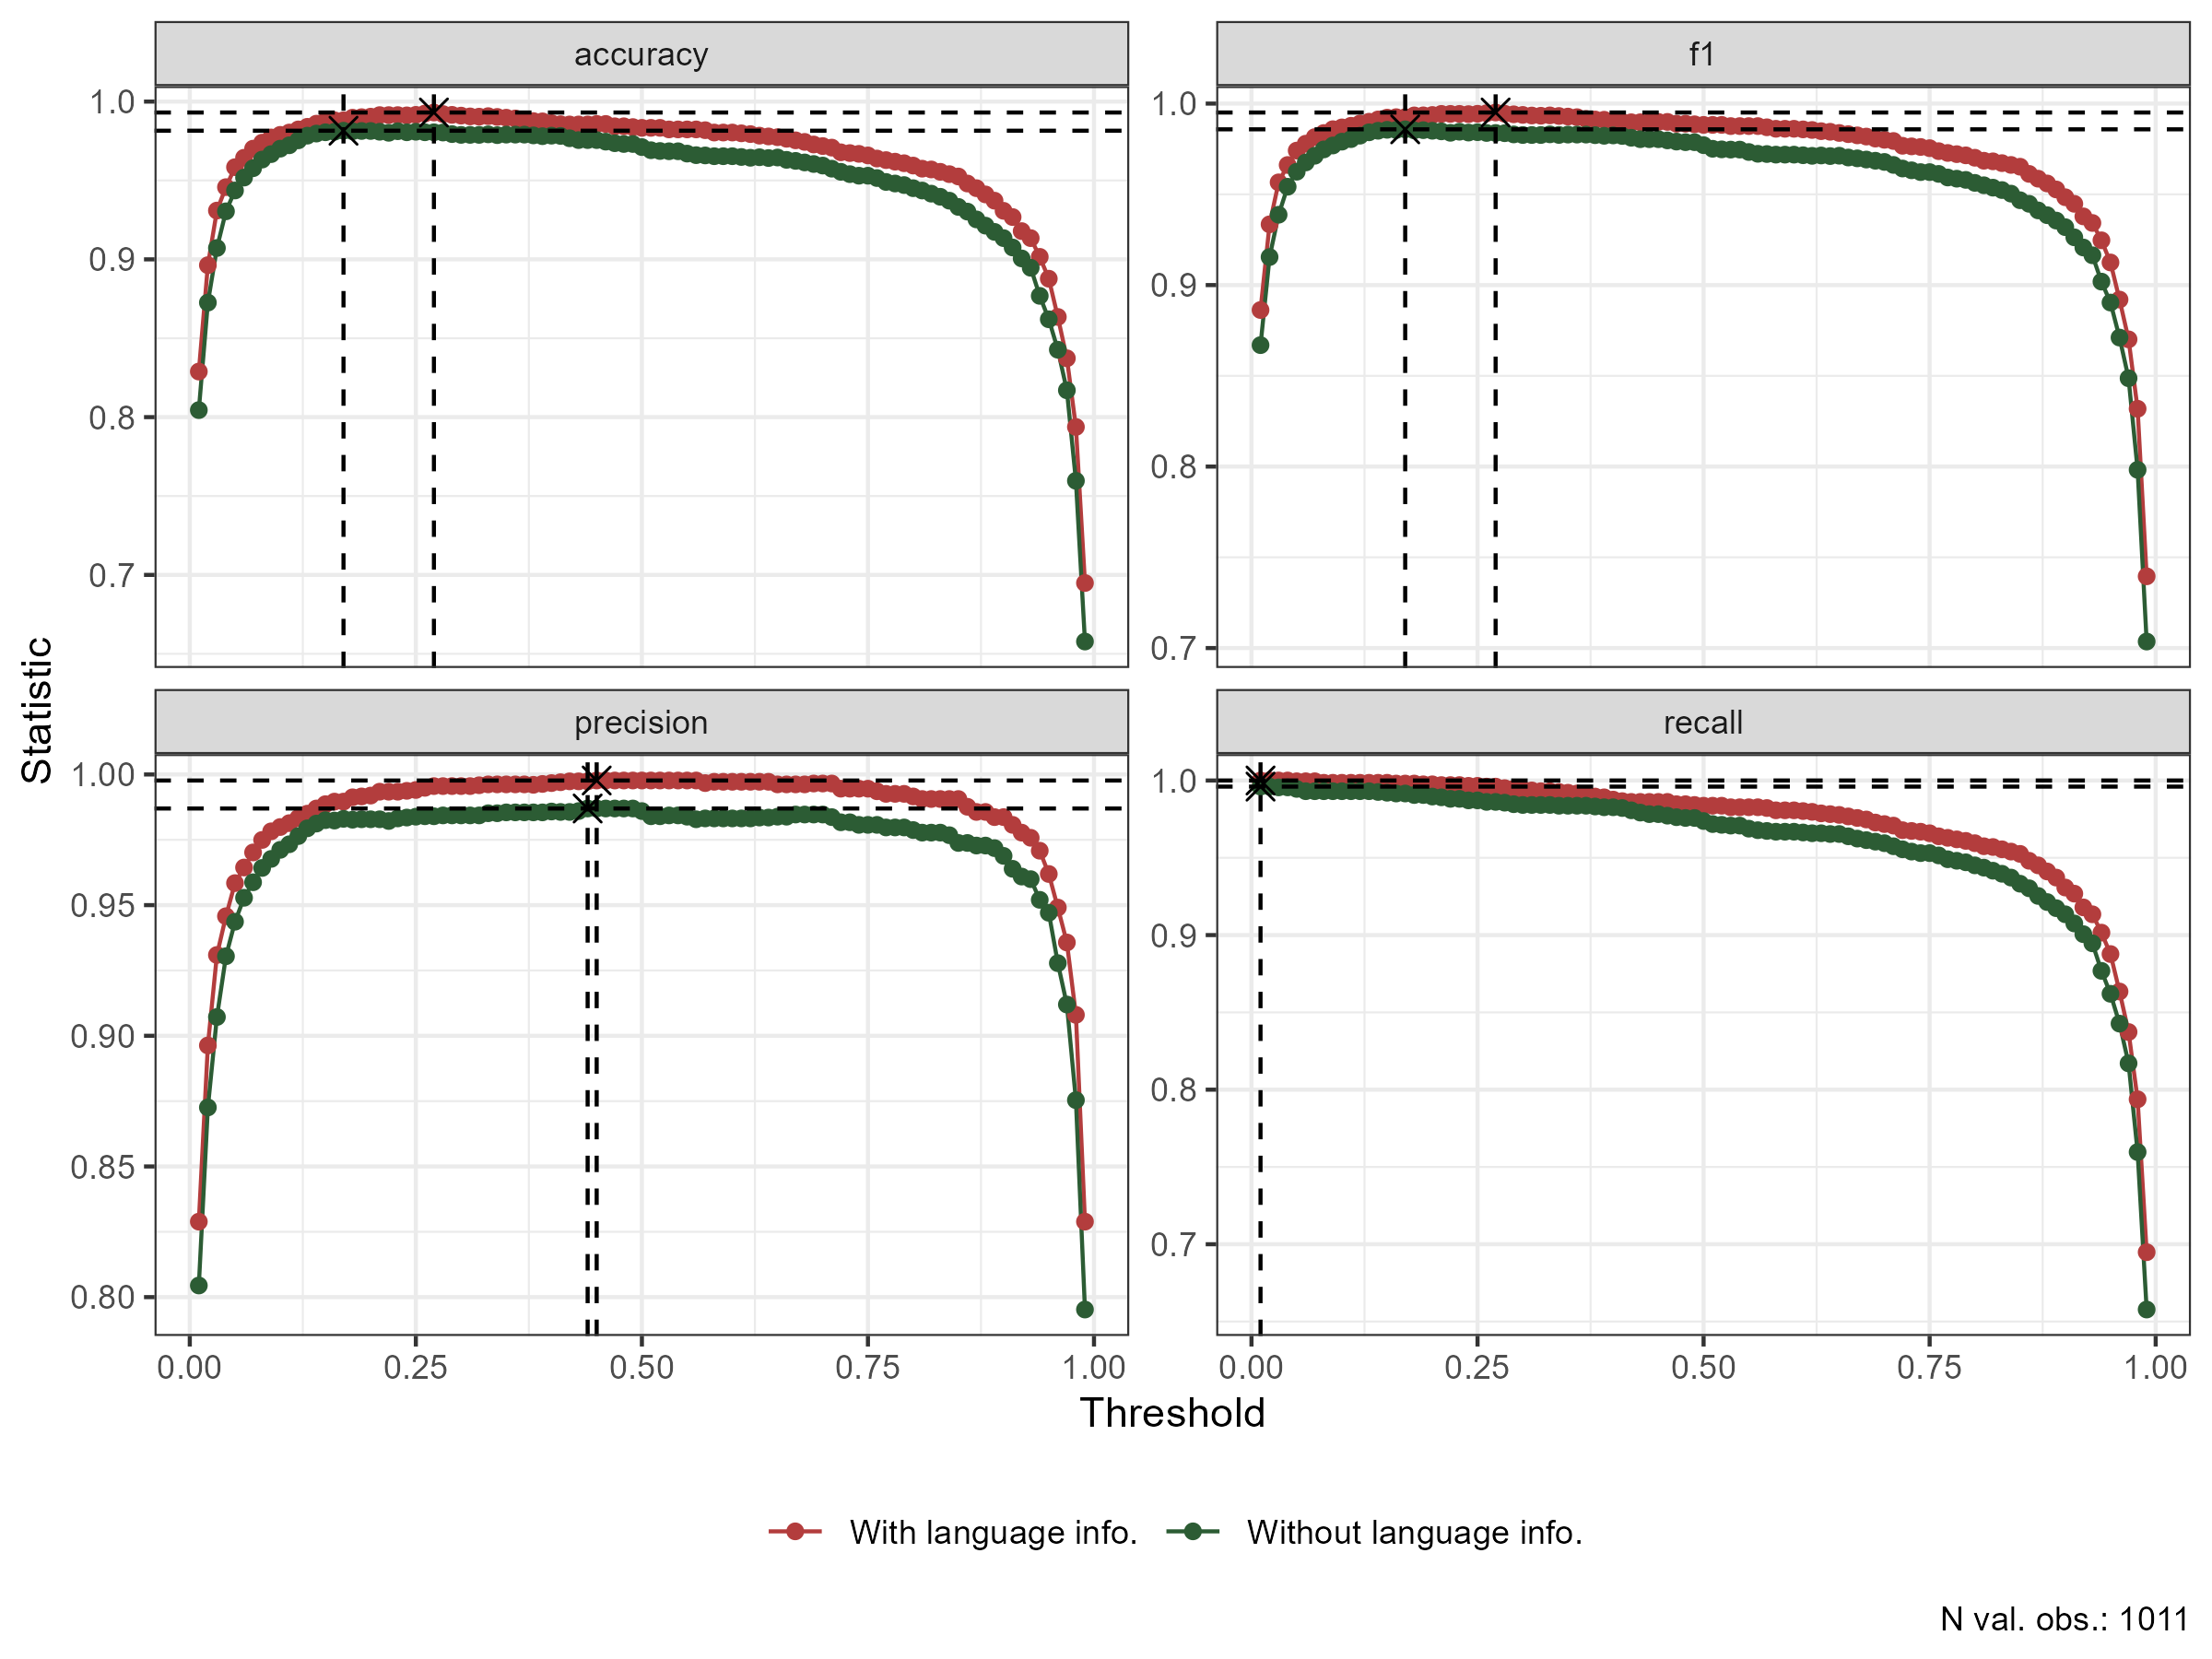 accuracy
f1
1.0
0.9
0.8
0.7
1.0
0.9
0.8
0.7
Statistic
precision
recall
1.00
0.95
0.90
0.85
0.80
1.0
0.9
0.8
0.7
0.00 0.25 0.50 0.75 1.00
0.00 0.25 0.50 0.75 1.00
Threshold
With language info. Without language info.
N val. obs.: 1011